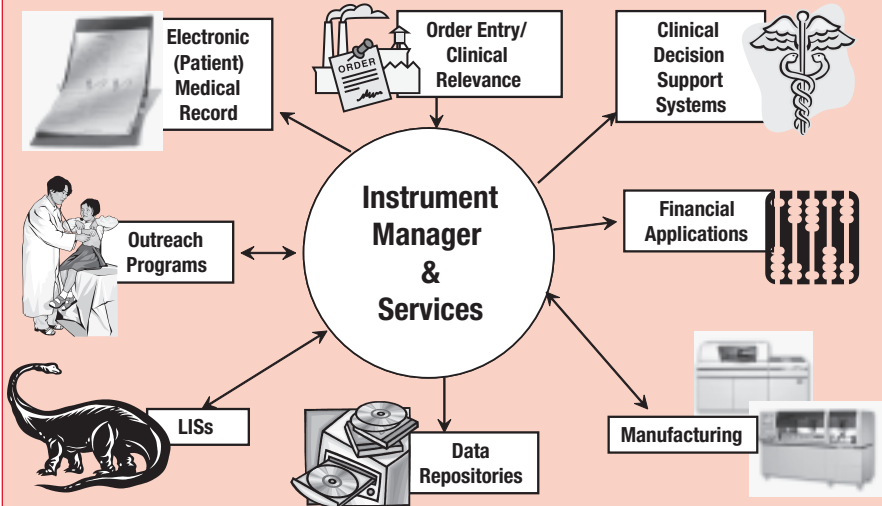 Electronic
(Patient)
Medical
Record
ORDER
Order Entry/
Clinical
Relevance
Clinical
Decision
Support
Systems
Instrument
Manager
&
Services
Outreach
Programs
Financial
Applications
LISs
Data
Repositories
Manufacturing